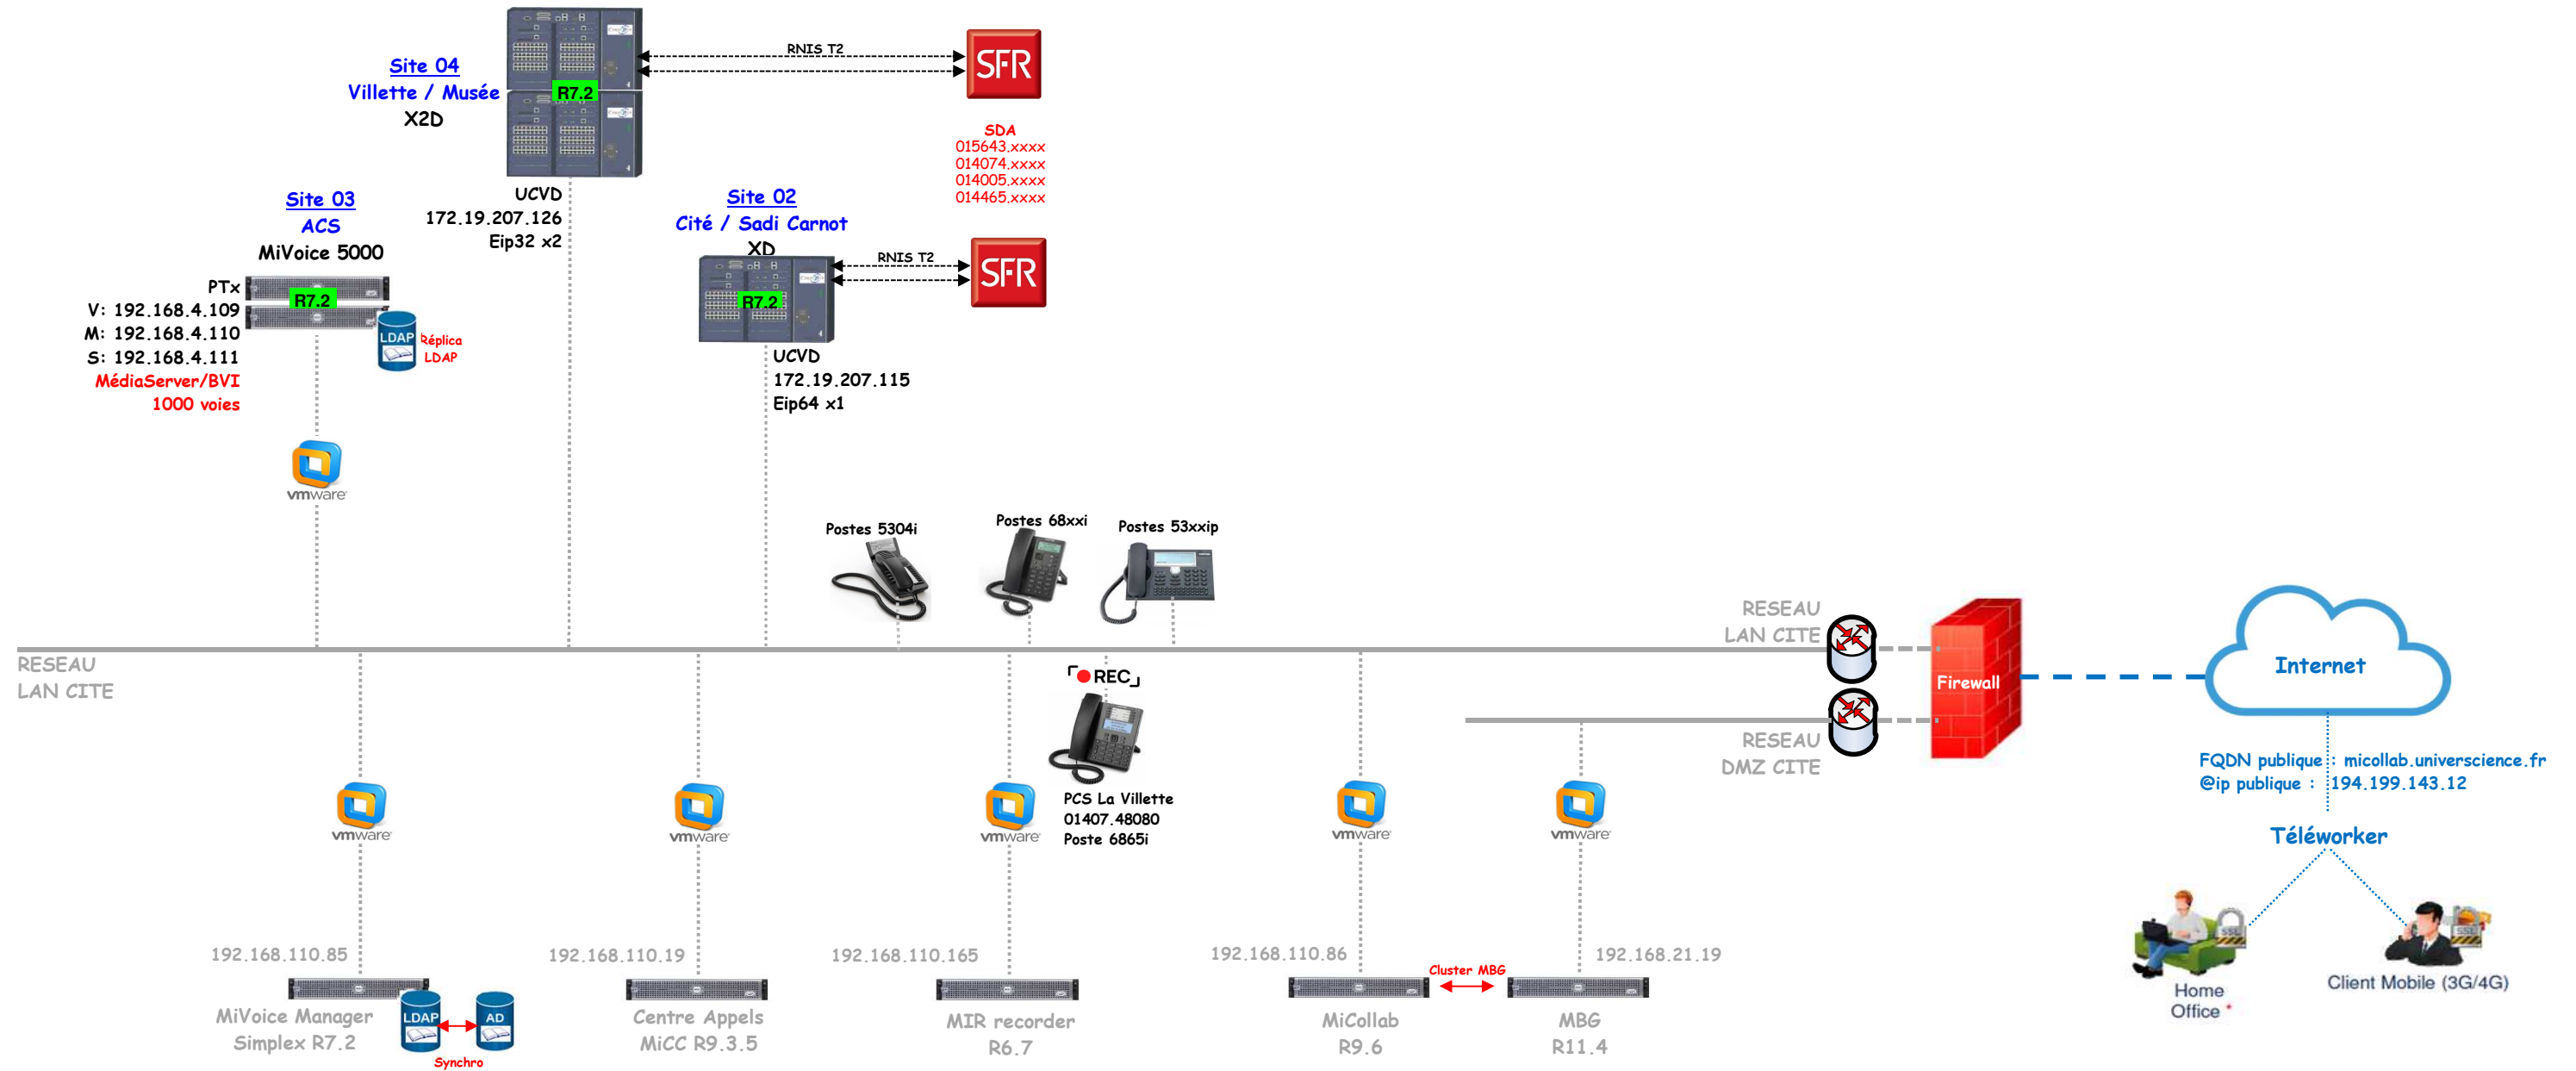 Site 04
Villette / Musée
X2D
R7.2
RNIS T2
SFR
SDA
015643.xxxx
014074.xxxx
014005.xxxx
014465.xxxx
UCVD
172.19.207.126
Eip32 x2
Site 03
ACS
MiVoice 5000
PTx
R7.2
V: 192.168.4.109
M: 192.168.4.110
S: 192.168.4.111
MédiaServer/BVI
1000 voies
LDAP
Réplica
LDAP
vmware
Site 02
Cité / Sadi Carnot
XD
R7.2
RNIS T2
SFR
UCVD
172.19.207.115
Eip64 x1
Postes 5304i
Postes 68xxi
Postes 53xxip
RESEAU
LAN CITE
RESEAU
LAN CITE
REC
PCS La Villette
01407.48080
Poste 6865i
RESEAU
DMZ CITE
Firewall
Internet
FQDN publique : micollab.universcience.fr
@ip publique : 194.199.143.12
Téléworker
SSL
SSL
Home
Office *
Client Mobile (3G/4G)
vmware
vmware
vmware
vmware
vmware
192.168.110.85
MiVoice Manager
Simplex R7.2
LDAP
AD
Synchro
192.168.110.19
Centre Appels
MiCC R9.3.5
192.168.110.165
MIR recorder
R6.7
192.168.110.86
MiCollab
R9.6
Cluster MBG
192.168.21.19
MBG
R11.4